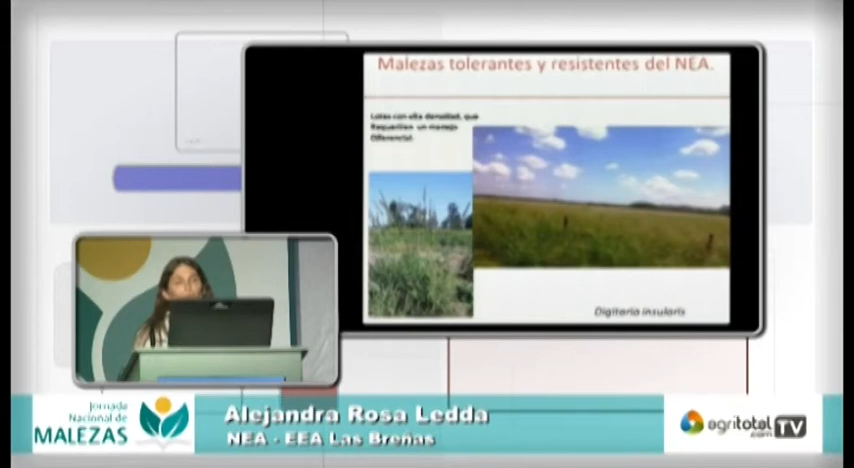 Malezas tolerantes y resistentes del NEA.
Lotes con alta densidad, que
Requerirían un manejo
Diferencial.
Digitaria insularis
Jornada
Nacional de
MALEZAS
Alejandra Rosa Ledda
NEA - EEA Las Breñas
agritotal
.com
TV